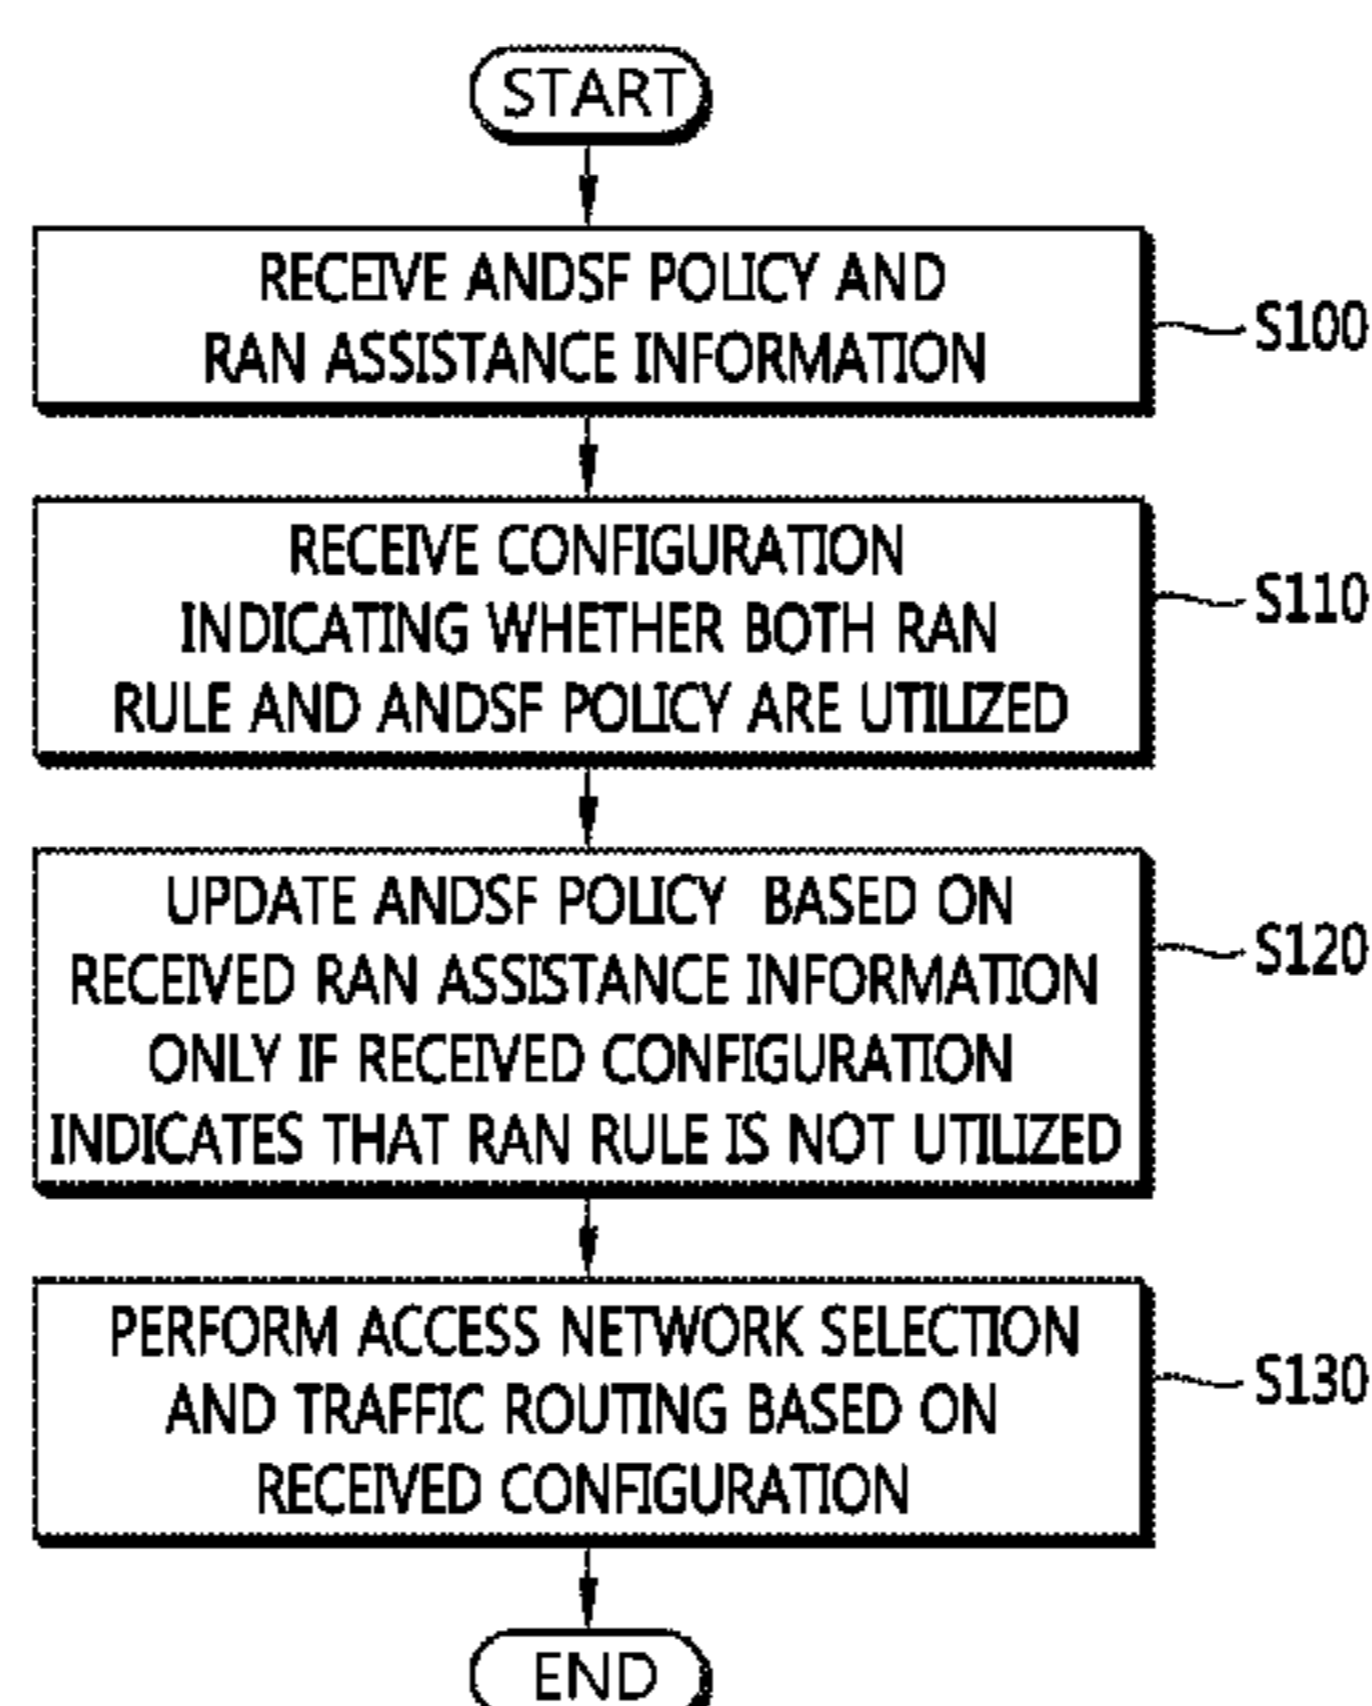 START
RECEIVE ANDSF POLICY AND
RAN ASSISTANCE INFORMATION
S100
RECEIVE CONFIGURATION
INDICATING WHETHER BOTH RAN
RULE AND ANDSF POLICY ARE UTILIZED
S110
UPDATE ANDSF POLICY BASED ON
RECEIVED RAN ASSISTANCE INFORMATION
ONLY IF RECEIVED CONFIGURATION
INDICATES THAT RAN RULE IS NOT UTILIZED
S120
PERFORM ACCESS NETWORK SELECTION
AND TRAFFIC ROUTING BASED ON
RECEIVED CONFIGURATION
S130
END